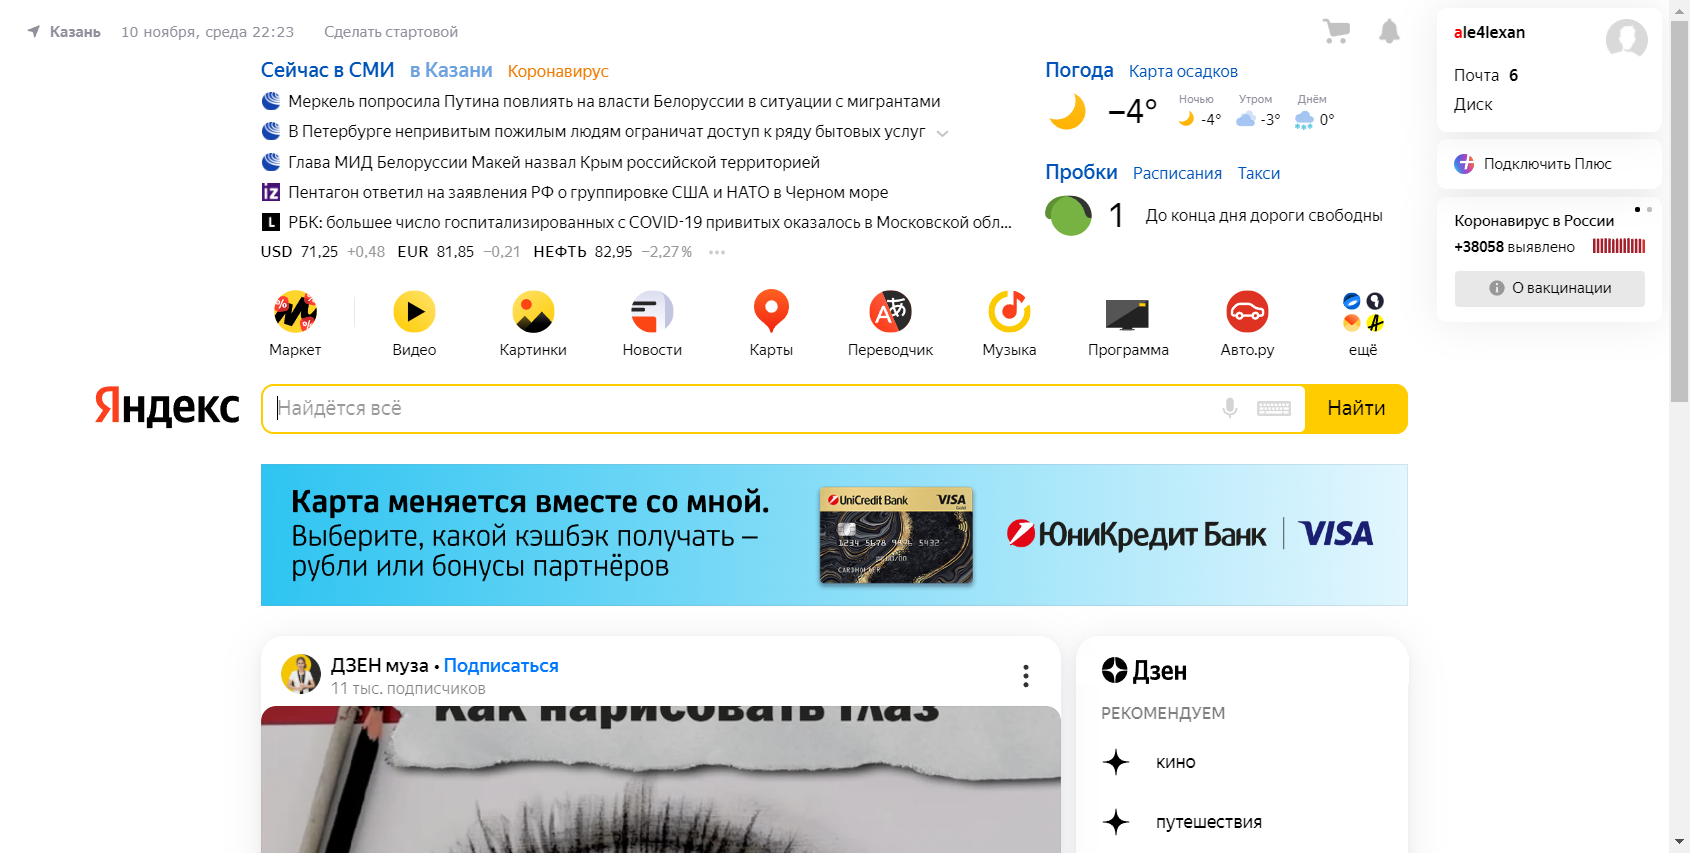 Казань 10 ноября, среда 22:23 Сделать стартовой
Сейчас в СМИ в Казани Коронавирус
Меркель попросила Путина повлиять на власти Белоруссии в ситуации с мигрантами
В Петербурге непривитым пожилым людям ограничат доступ к ряду бытовых услуг
Глава МИД Белоруссии Макей назвал Крым российской территорией
iz Пентагон ответил на заявления РФ о группировке США и НАТО в Черном море
L РБК: большее число госпитализированных с COVID-19 привитых оказалось в Московской обл...
USD 71,25 +0,48 EUR 81,85 −0,21 НЕФТЬ 82,95 −2,27% ···
Погода Карта осадков
−4° Ночью -4° Утром -3° Днём 0°
Пробки Расписания Такси
1 До конца дня дороги свободны
ale4lexan
Почта 6
Диск
Подключить Плюс
Коронавирус в России
+38058 выявлено
О вакцинации
Маркет Видео Картинки Новости Карты Переводчик Музыка Программа Авто.ру ещё
Яндекс Найдётся всё Найти
Карта меняется вместе со мной.
Выберите, какой кэшбэк получать –
рубли или бонусы партнёров
UniCredit Bank VISA
Gold
1234 5678 9876 5432
CARDHOLDER
ЮниКредит Банк VISA
ДЗЕН муза • Подписаться
11 тыс. подписчиков
Как нарисовать глаз
Дзен
РЕКОМЕНДУЕМ
кино
путешествия